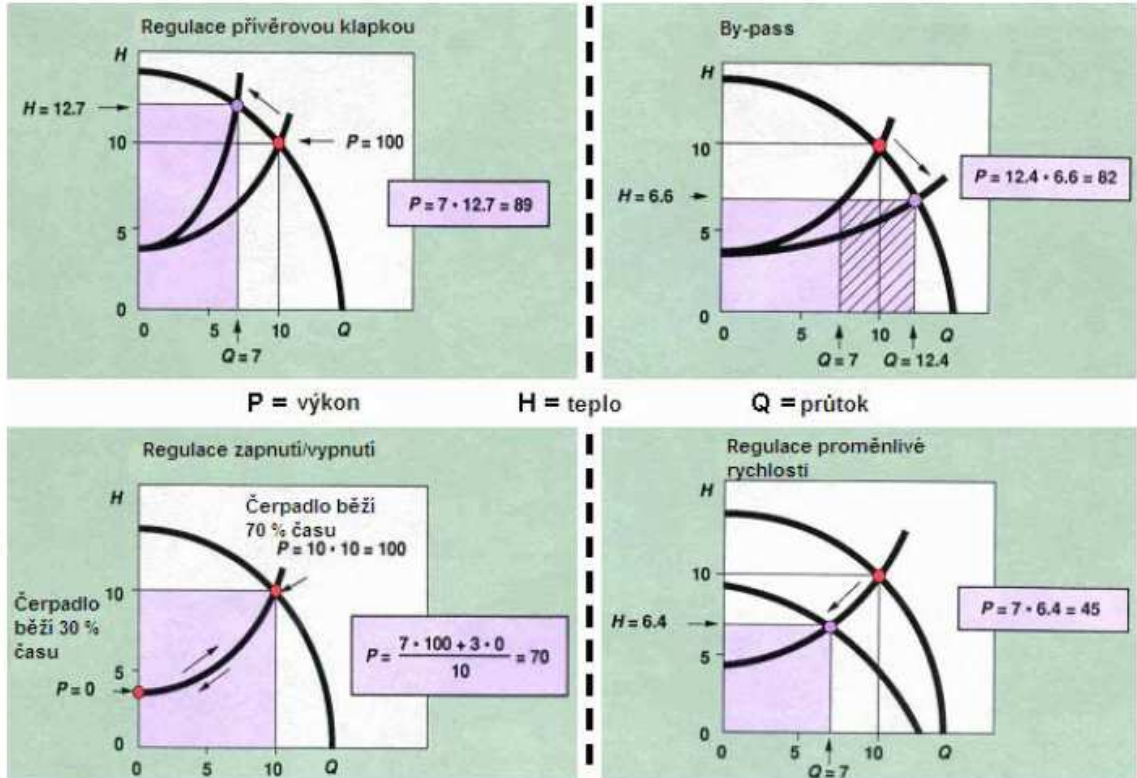 Regulace přivěrovou klapkou
H
H = 12.7
10
P = 100
P = 7 · 12.7 = 89
5
0
0 5 10 Q
Q = 7
By-pass
H
10
P = 12.4 · 6.6 = 82
H = 6.6
5
0
0 5 10 Q
Q = 7 Q = 12.4
P = výkon H = teplo Q = průtok
Regulace zapnutí/vypnutí
H
Čerpadlo běží
70 % času
P = 10 · 10 = 100
10
Čerpadlo
běží 30 %
času
P = 7 · 100 + 3 · 0 / 10 = 70
5
P = 0
0
0 5 10 Q
Regulace proměnlivé
rychlosti
H
10
P = 7 · 6.4 = 45
H = 6.4
5
0
5 10 Q
Q = 7